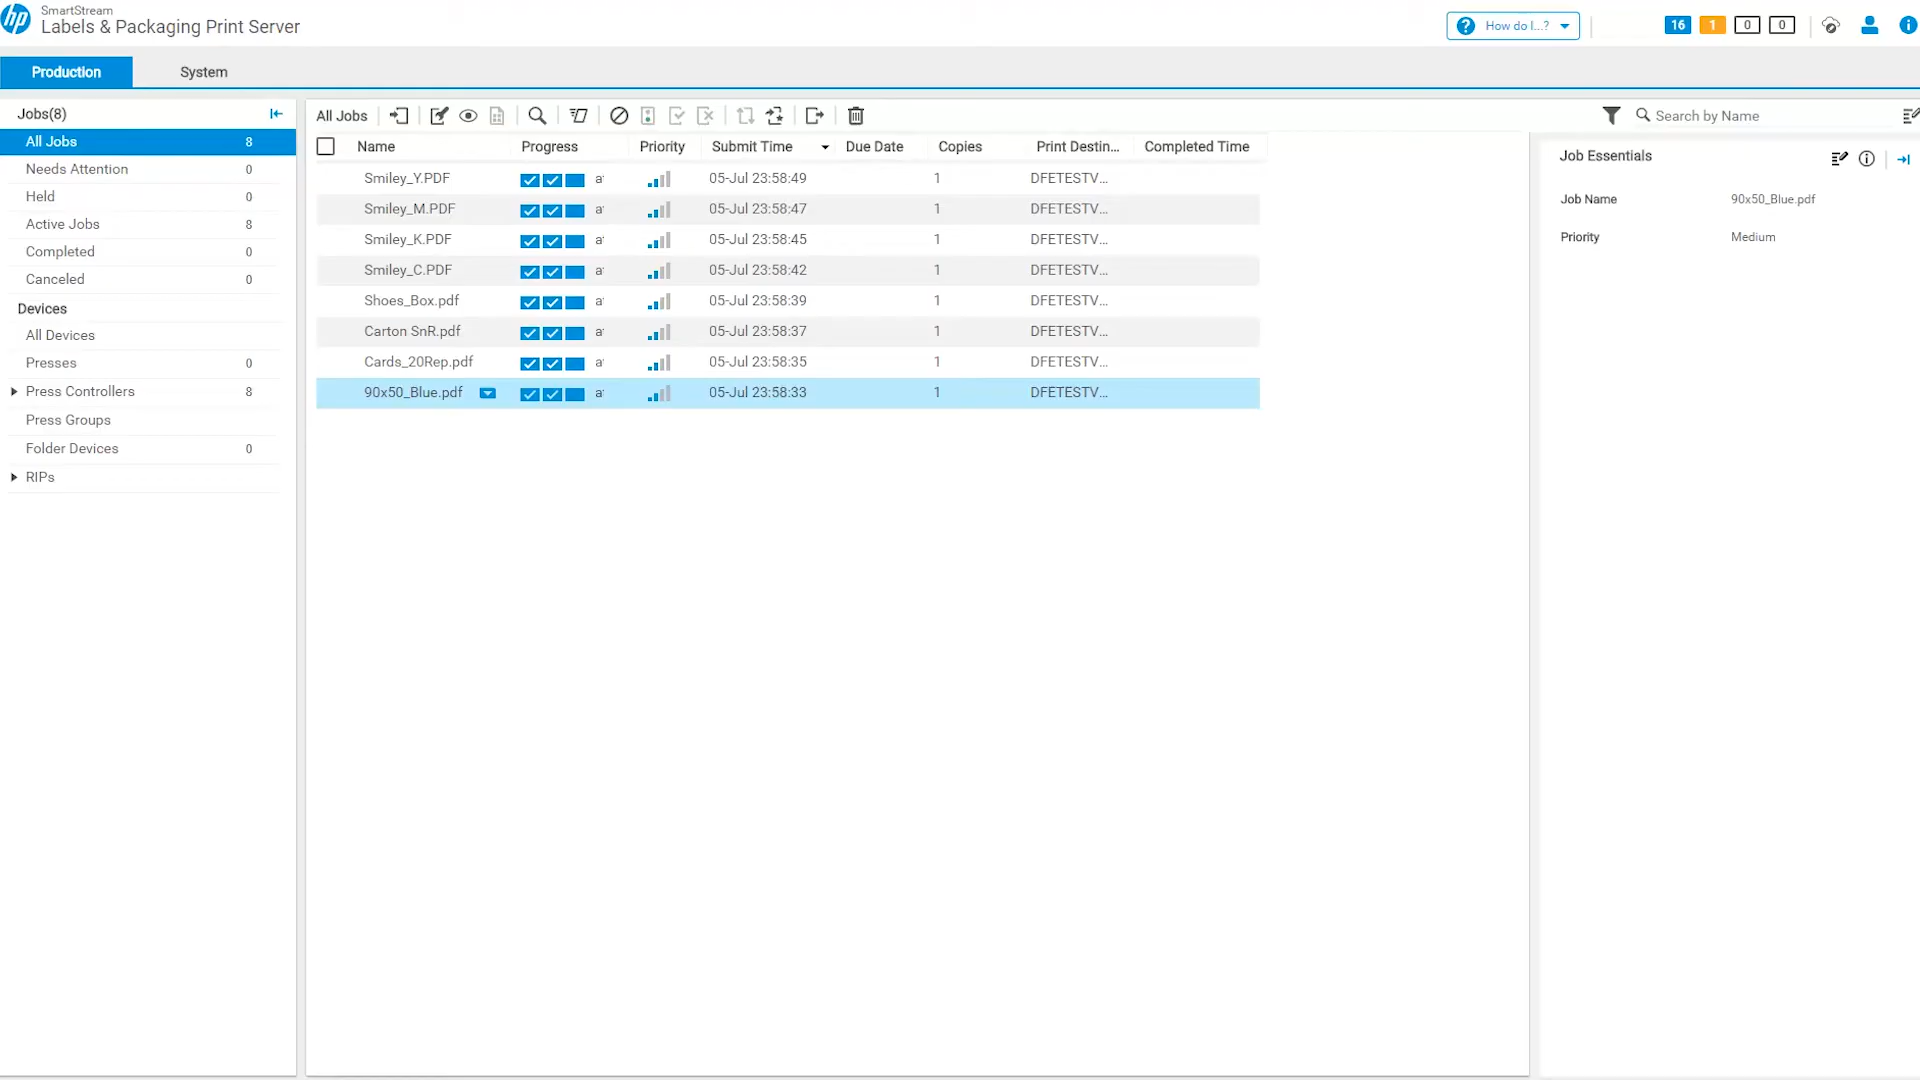 SmartStream
Labels & Packaging Print Server
How do I...?
16 1 0 0
Production System
Jobs(8)
All Jobs 8
Needs Attention 0
Held 0
Active Jobs 8
Completed 0
Canceled 0
Devices
All Devices
Presses 0
Press Controllers 8
Press Groups
Folder Devices 0
RIPs
All Jobs
Search by Name
Name Progress Priority Submit Time Due Date Copies Print Destin... Completed Time
Smiley_Y.PDF 05-Jul 23:58:49 1 DFETESTV...
Smiley_M.PDF 05-Jul 23:58:47 1 DFETESTV...
Smiley_K.PDF 05-Jul 23:58:45 1 DFETESTV...
Smiley_C.PDF 05-Jul 23:58:42 1 DFETESTV...
Shoes_Box.pdf 05-Jul 23:58:39 1 DFETESTV...
Carton SnR.pdf 05-Jul 23:58:37 1 DFETESTV...
Cards_20Rep.pdf 05-Jul 23:58:35 1 DFETESTV...
90x50_Blue.pdf 05-Jul 23:58:33 1 DFETESTV...
Job Essentials
Job Name 90x50_Blue.pdf
Priority Medium